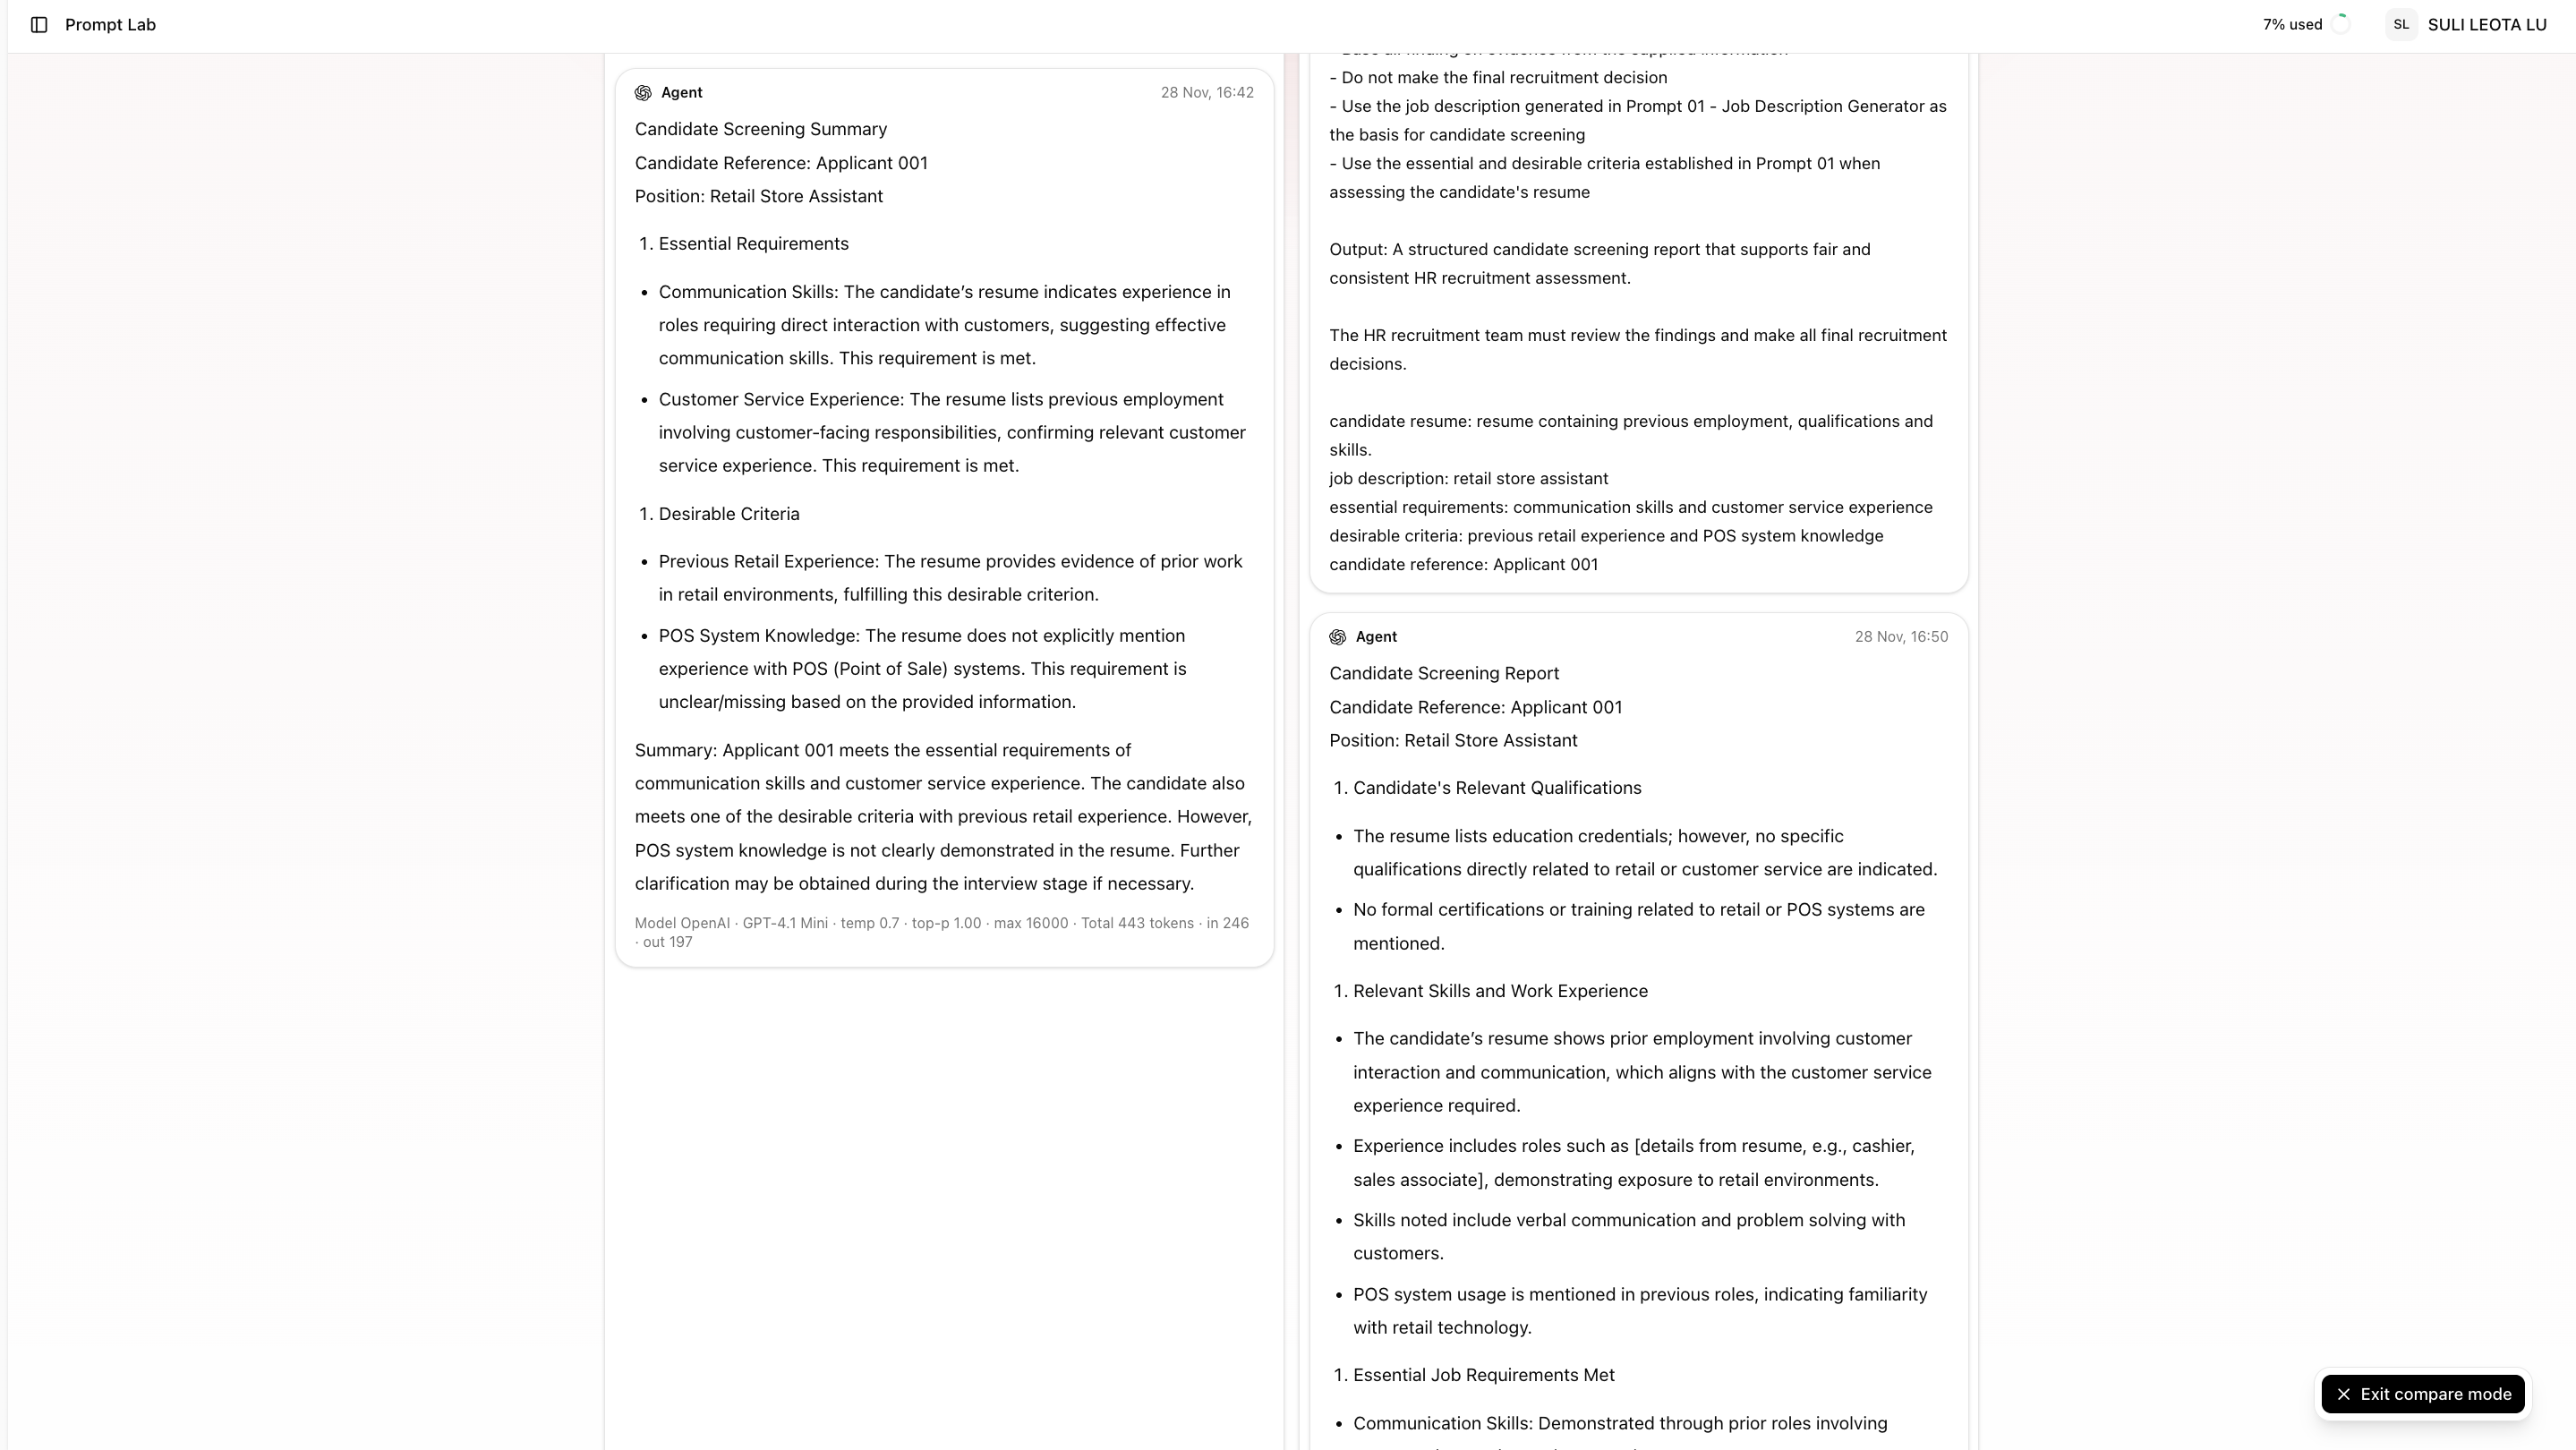 Prompt Lab
7% used
SL
SULI LEOTA LU
Agent
28 Nov, 16:42
Candidate Screening Summary
Candidate Reference: Applicant 001
Position: Retail Store Assistant
1. Essential Requirements
• Communication Skills: The candidate’s resume indicates experience in
roles requiring direct interaction with customers, suggesting effective
communication skills. This requirement is met.
• Customer Service Experience: The resume lists previous employment
involving customer-facing responsibilities, confirming relevant customer
service experience. This requirement is met.
1. Desirable Criteria
• Previous Retail Experience: The resume provides evidence of prior work
in retail environments, fulfilling this desirable criterion.
• POS System Knowledge: The resume does not explicitly mention
experience with POS (Point of Sale) systems. This requirement is
unclear/missing based on the provided information.
Summary: Applicant 001 meets the essential requirements of
communication skills and customer service experience. The candidate also
meets one of the desirable criteria with previous retail experience. However,
POS system knowledge is not clearly demonstrated in the resume. Further
clarification may be obtained during the interview stage if necessary.
Model OpenAI · GPT-4.1 Mini · temp 0.7 · top-p 1.00 · max 16000 · Total 443 tokens · in 246
· out 197
- Do not make the final recruitment decision
- Use the job description generated in Prompt 01 - Job Description Generator as
the basis for candidate screening
- Use the essential and desirable criteria established in Prompt 01 when
assessing the candidate's resume
Output: A structured candidate screening report that supports fair and
consistent HR recruitment assessment.
The HR recruitment team must review the findings and make all final recruitment
decisions.
candidate resume: resume containing previous employment, qualifications and
skills.
job description: retail store assistant
essential requirements: communication skills and customer service experience
desirable criteria: previous retail experience and POS system knowledge
candidate reference: Applicant 001
Agent
28 Nov, 16:50
Candidate Screening Report
Candidate Reference: Applicant 001
Position: Retail Store Assistant
1. Candidate's Relevant Qualifications
• The resume lists education credentials; however, no specific
qualifications directly related to retail or customer service are indicated.
• No formal certifications or training related to retail or POS systems are
mentioned.
1. Relevant Skills and Work Experience
• The candidate’s resume shows prior employment involving customer
interaction and communication, which aligns with the customer service
experience required.
• Experience includes roles such as [details from resume, e.g., cashier,
sales associate], demonstrating exposure to retail environments.
• Skills noted include verbal communication and problem solving with
customers.
• POS system usage is mentioned in previous roles, indicating familiarity
with retail technology.
1. Essential Job Requirements Met
• Communication Skills: Demonstrated through prior roles involving
Exit compare mode